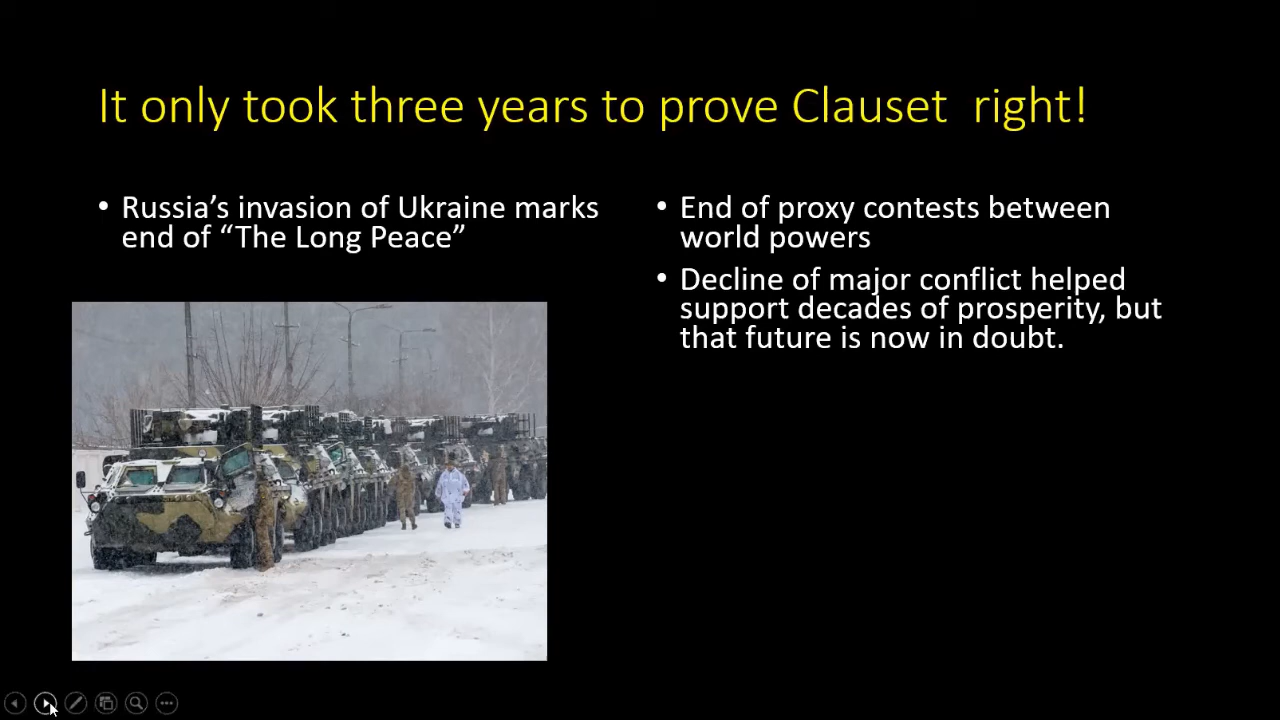 It only took three years to prove Clauset  right!
• Russia’s invasion of Ukraine marks
end of “The Long Peace”
• End of proxy contests between
world powers
• Decline of major conflict helped
support decades of prosperity, but
that future is now in doubt.